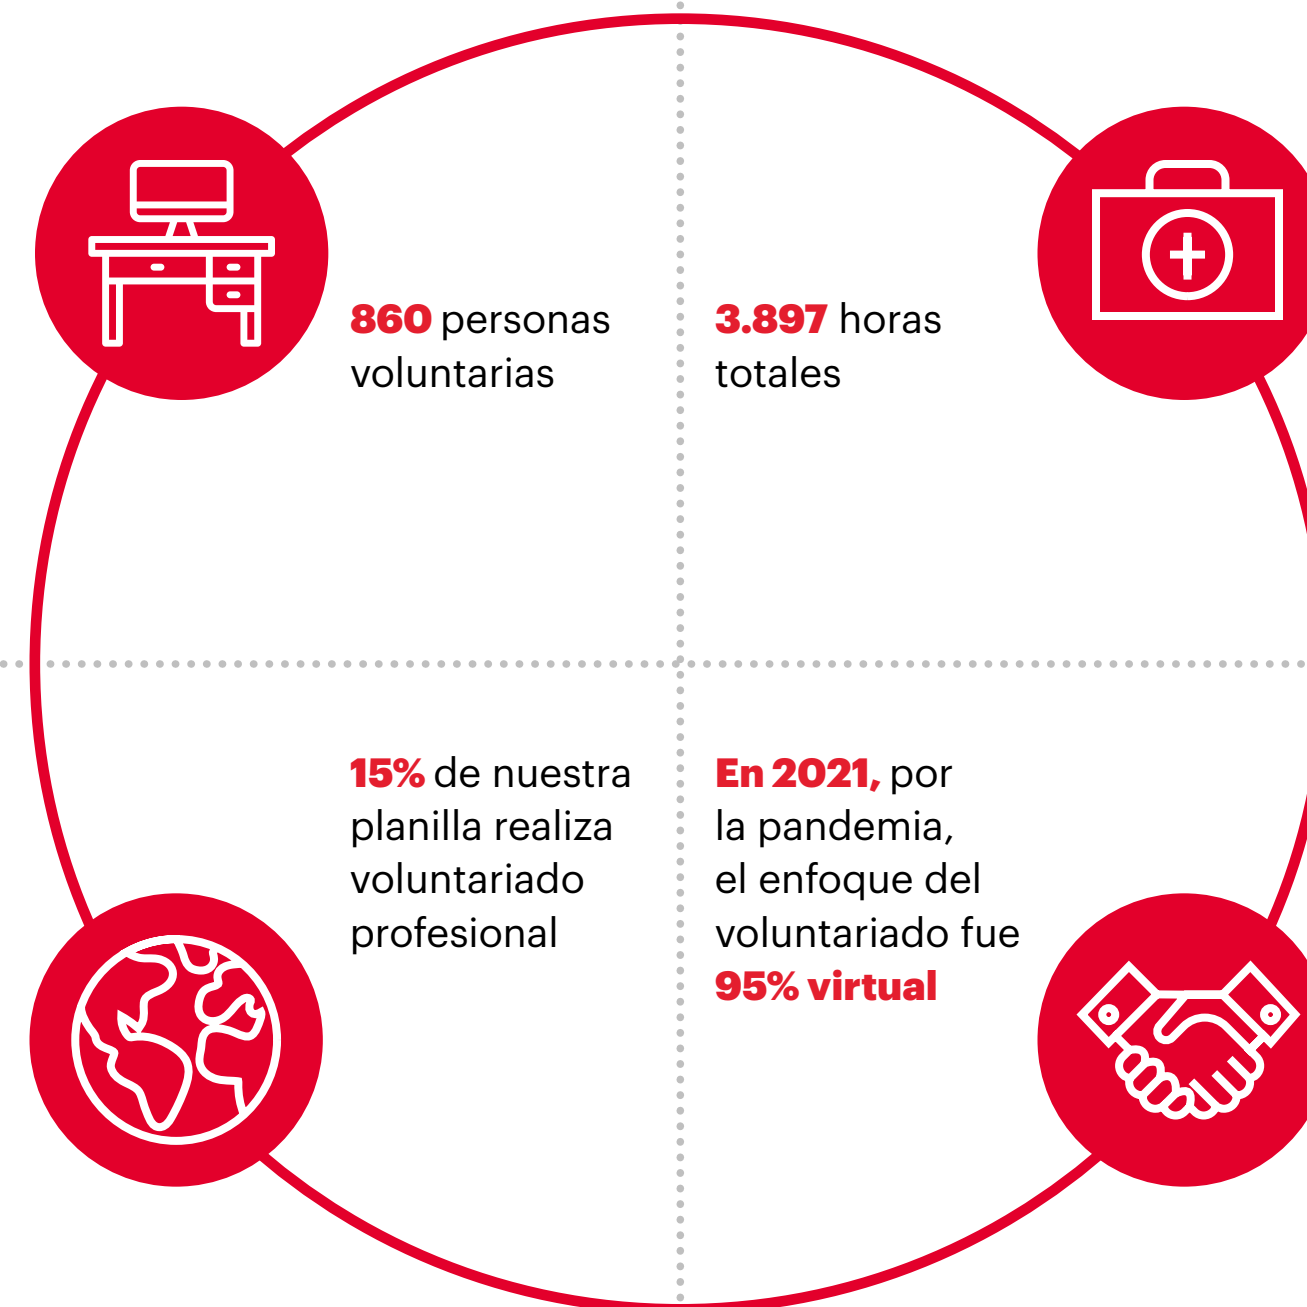 860 personas
voluntarias
3.897 horas
totales
15% de nuestra
planilla realiza
voluntariado
profesional
En 2021, por
la pandemia,
el enfoque del
voluntariado fue
95% virtual